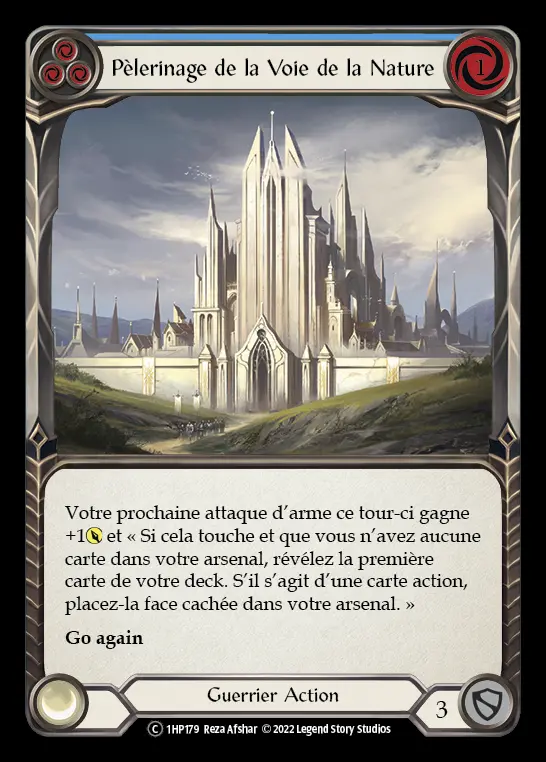 Pèlerinage de la Voie de la Nature
1
Votre prochaine attaque d'arme ce tour-ci gagne
+1 et « Si cela touche et que vous n'avez aucune
carte dans votre arsenal, révélez la première
carte de votre deck. S'il s'agit d'une carte action,
placez-la face cachée dans votre arsenal. »
Go again
Guerrier Action
3
C 1HP179 Reza Afshar © 2022 Legend Story Studios